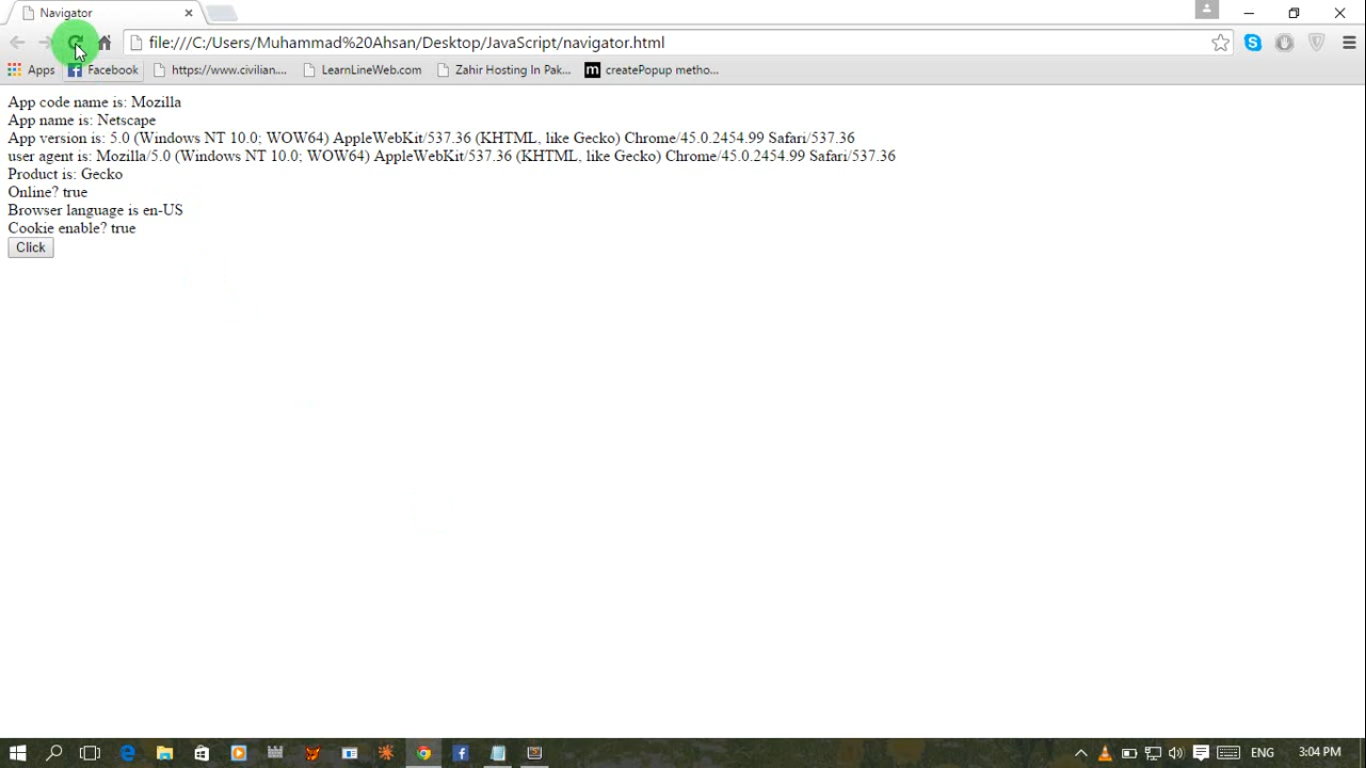 Navigator
file:///C:/Users/Muhammad%20Ahsan/Desktop/JavaScript/navigator.html
Apps Facebook https://www.civilian.... LearnLineWeb.com Zahir Hosting In Pak... m createPopup metho...
App code name is: Mozilla
App name is: Netscape
App version is: 5.0 (Windows NT 10.0; WOW64) AppleWebKit/537.36 (KHTML, like Gecko) Chrome/45.0.2454.99 Safari/537.36
user agent is: Mozilla/5.0 (Windows NT 10.0; WOW64) AppleWebKit/537.36 (KHTML, like Gecko) Chrome/45.0.2454.99 Safari/537.36
Product is: Gecko
Online? true
Browser language is en-US
Cookie enable? true
Click
ENG 3:04 PM